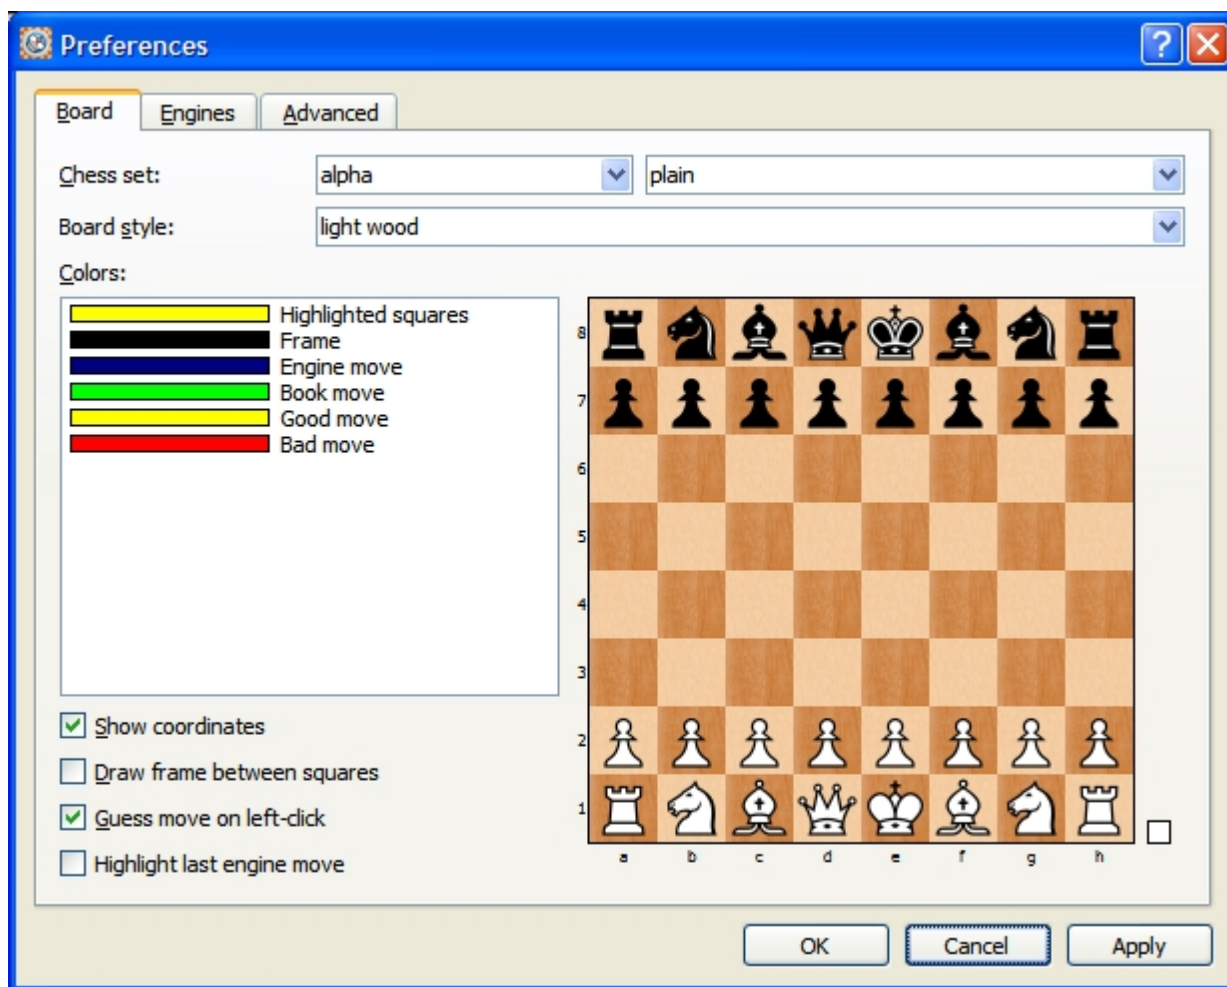 Preferences
Board Engines Advanced
Chess set: alpha plain
Board style: light wood
Colors:
Highlighted squares
Frame
Engine move
Book move
Good move
Bad move
8
7
6
5
4
3
2
1
a b c d e f g h
Show coordinates
Draw frame between squares
Guess move on left-click
Highlight last engine move
OK Cancel Apply